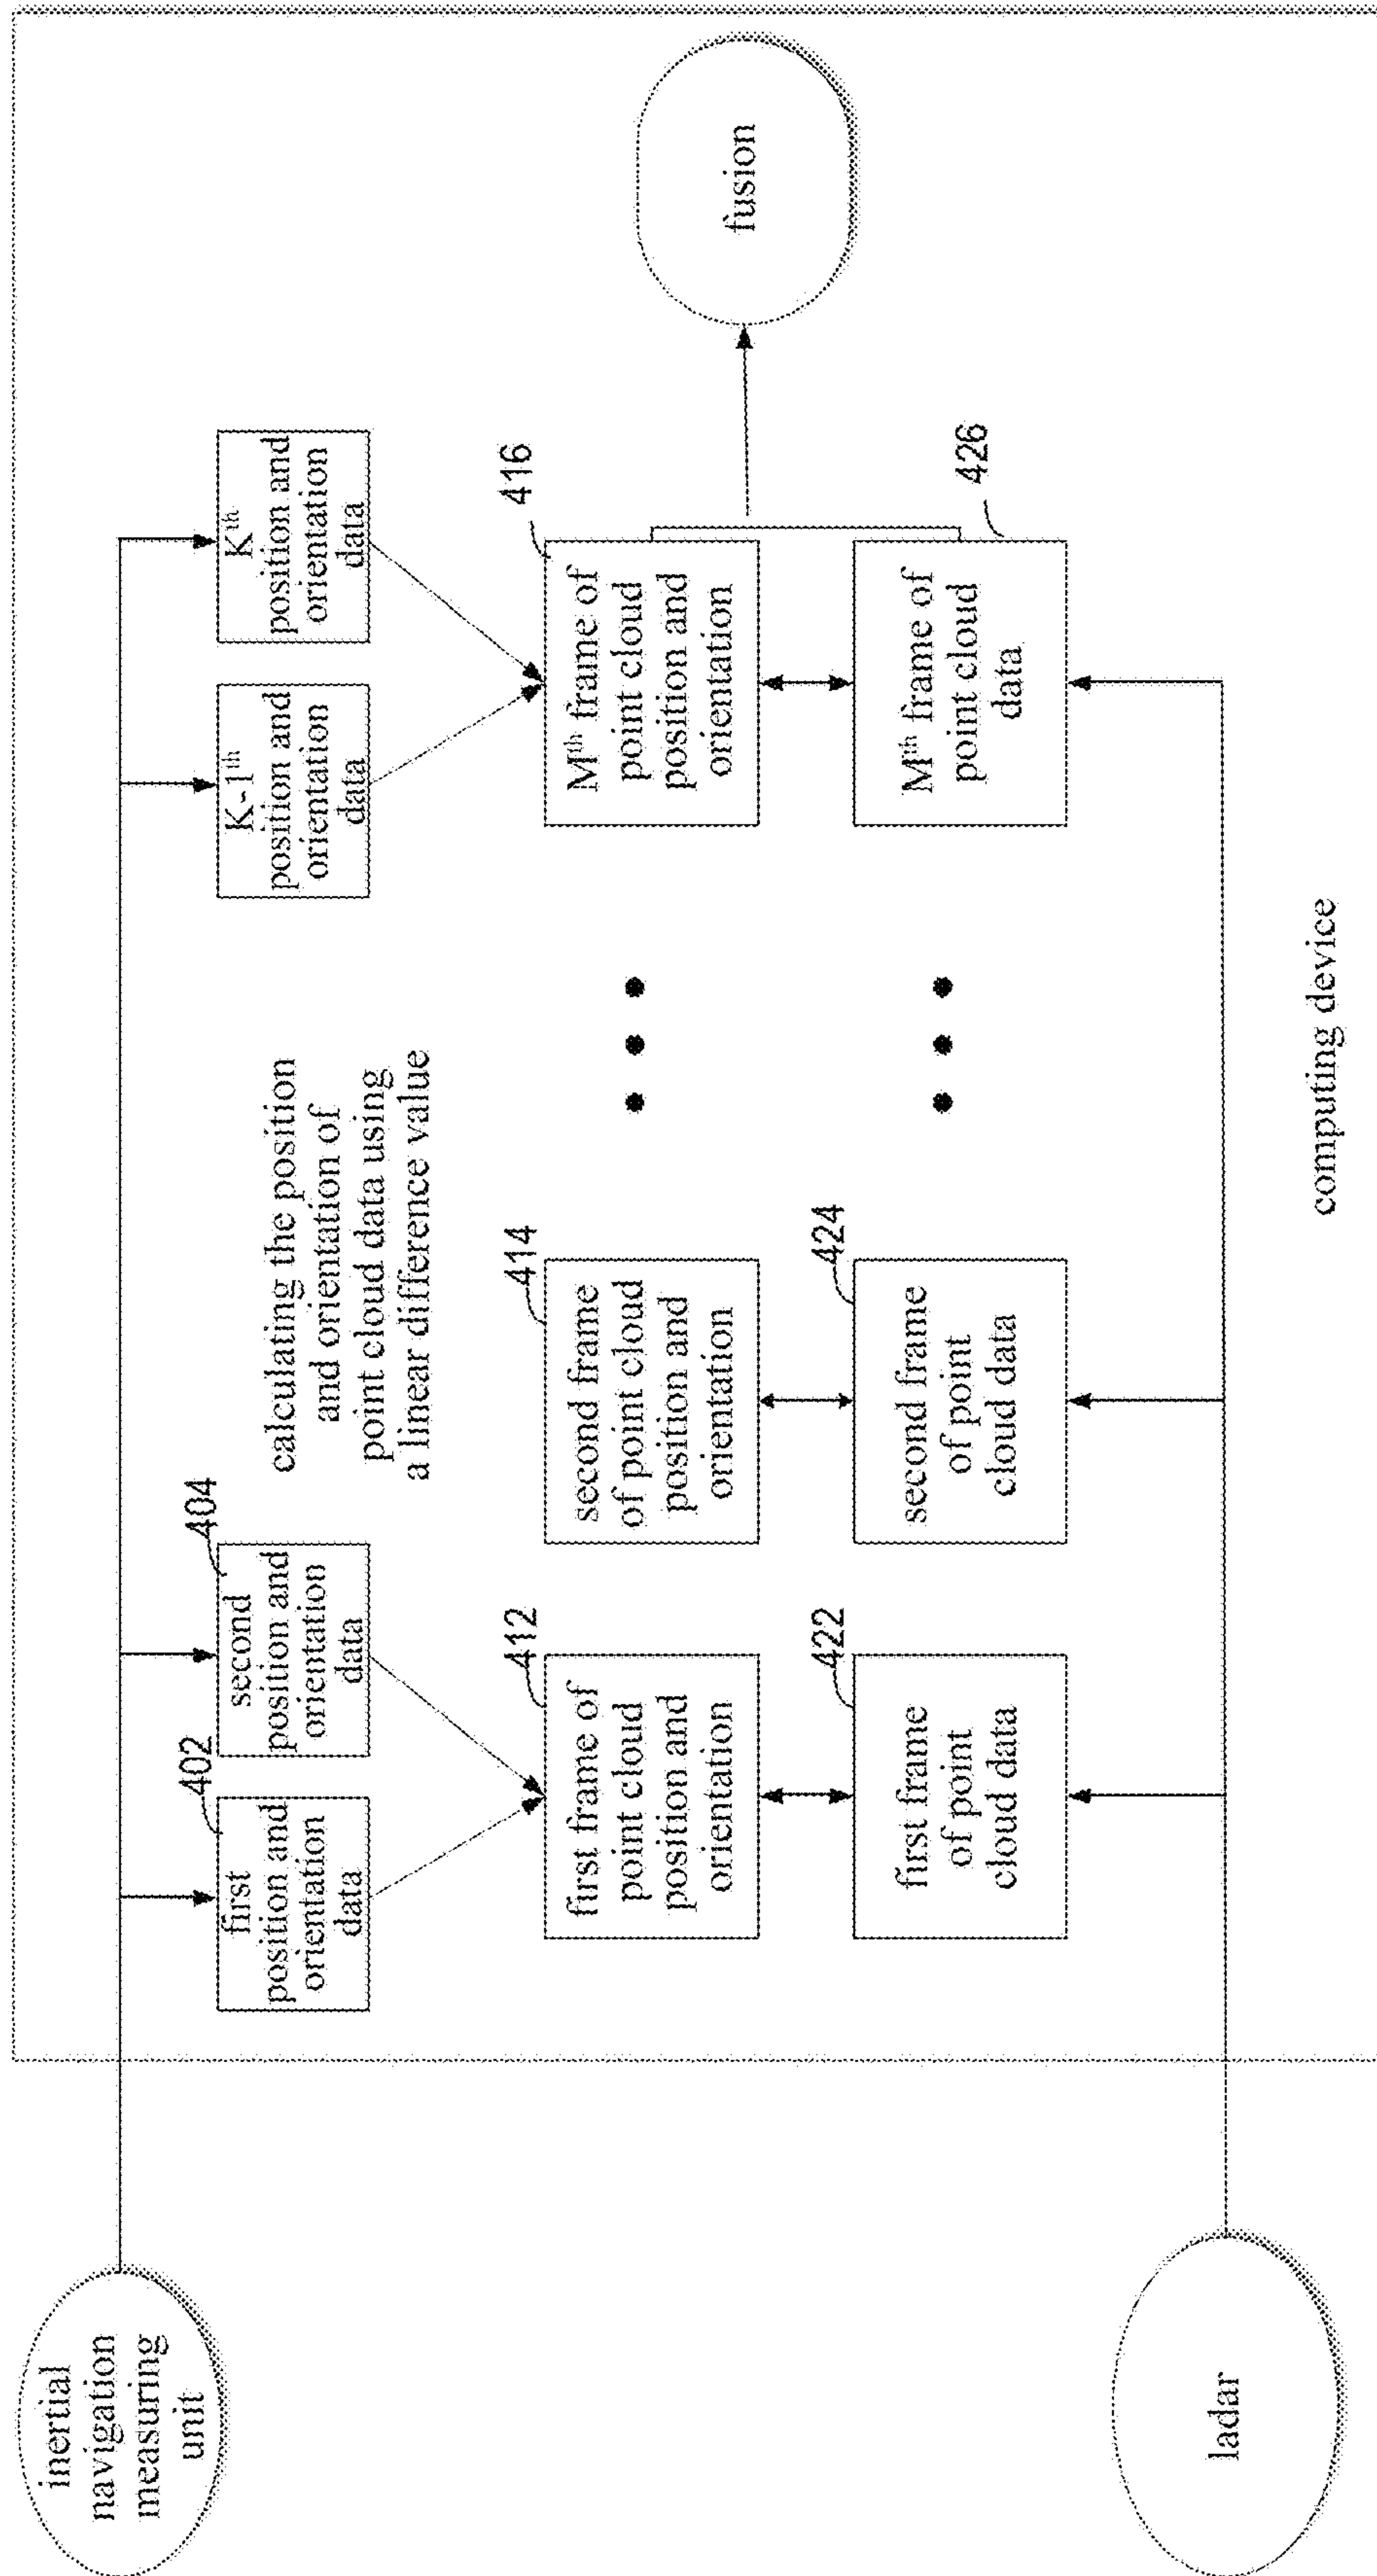 inertial
navigation
measuring
unit
402
first
position and
orientation
data
404
second
position and
orientation
data
calculating the position
and orientation of
point cloud data using
a linear difference value
K-1th
position and
orientation
data
Kth
position and
orientation
data
412
first frame of
point cloud
position and
orientation
414
second frame
of point cloud
position and
orientation
416
Mth frame of
point cloud
position and
orientation
fusion
422
first frame
of point
cloud data
424
second frame
of point
cloud data
426
Mth frame of
point cloud
data
ladar
computing device